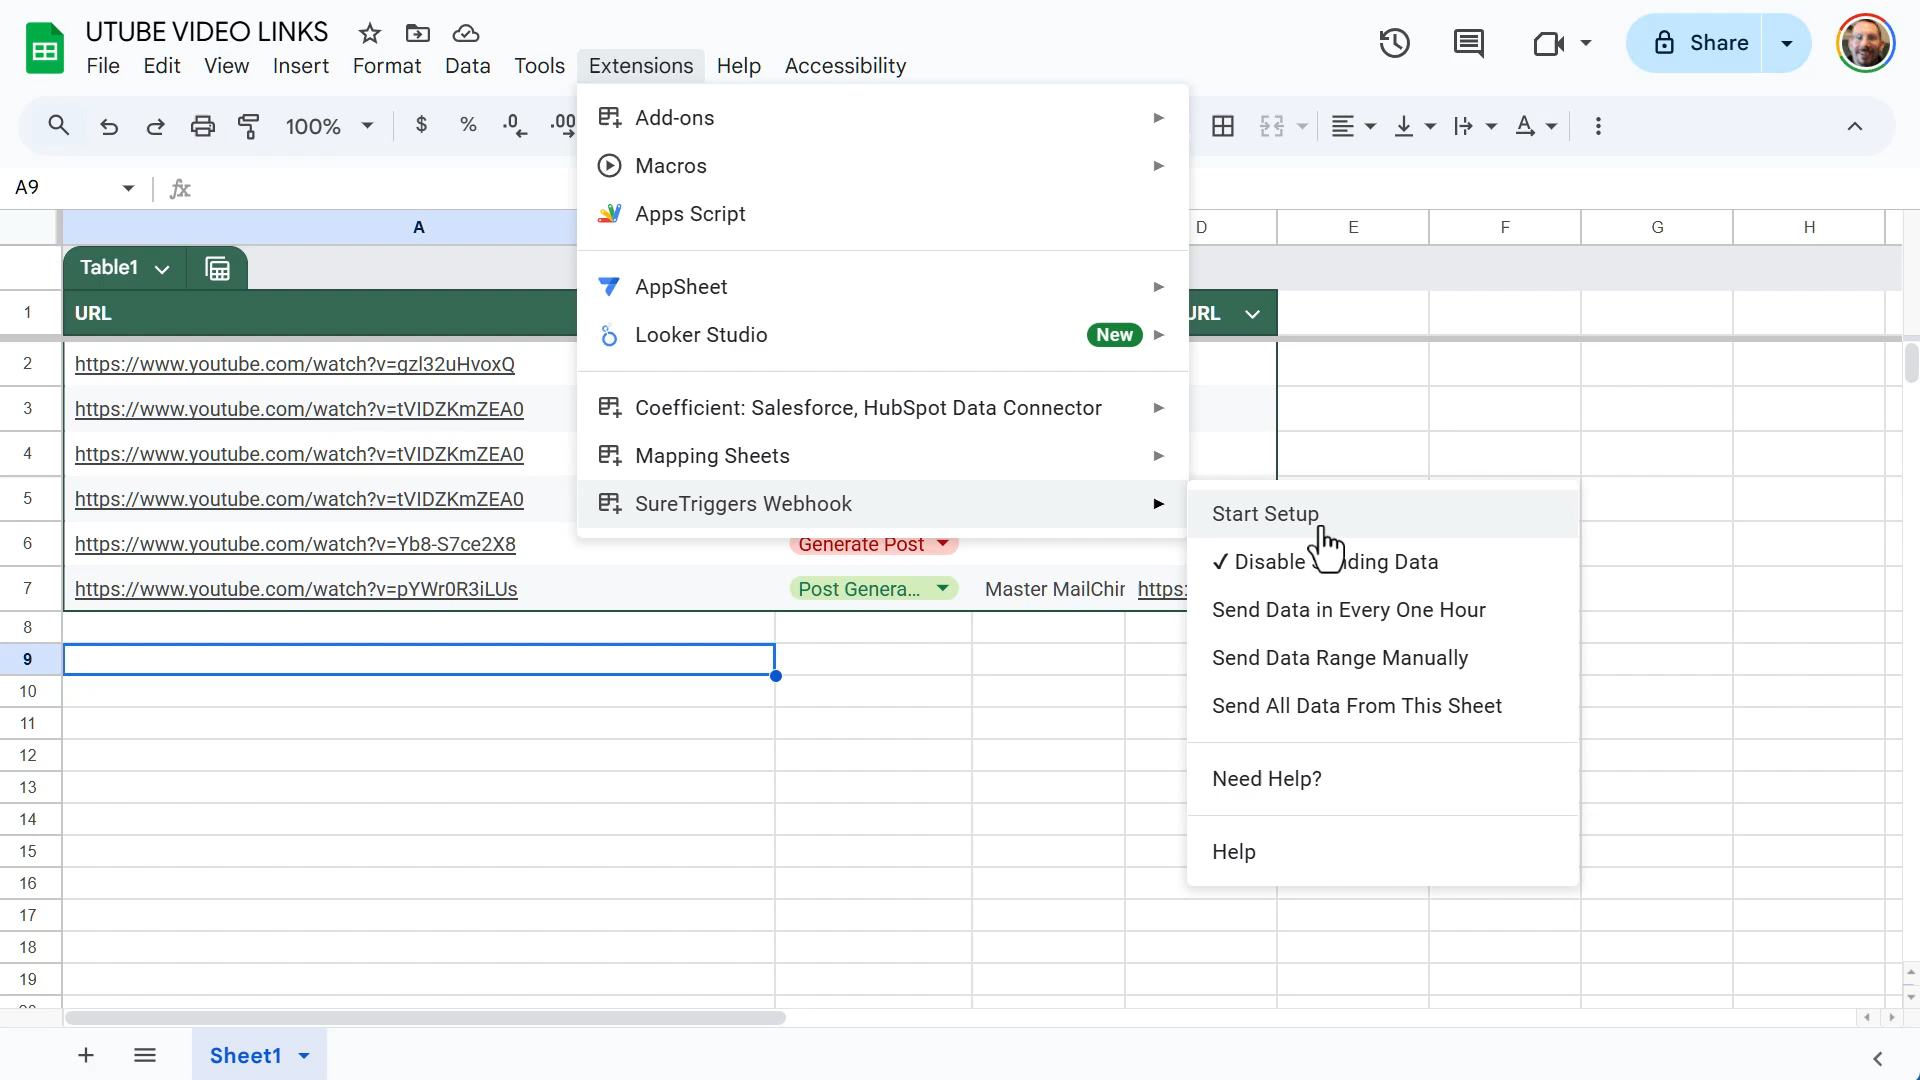 UTUBE VIDEO LINKS
File Edit View Insert Format Data Tools Extensions Help Accessibility
Share
100% $ % .0 .00
A9 fx
Add-ons
Macros
Apps Script
AppSheet
Looker Studio New
Coefficient: Salesforce, HubSpot Data Connector
Mapping Sheets
SureTriggers Webhook
Start Setup
✓ Disable ding Data
Send Data in Every One Hour
Send Data Range Manually
Send All Data From This Sheet
Need Help?
Help
A D E F G H
Table1
1 URL URL
2 https://www.youtube.com/watch?v=gzl32uHvoxQ
3 https://www.youtube.com/watch?v=tVIDZKmZEA0
4 https://www.youtube.com/watch?v=tVIDZKmZEA0
5 https://www.youtube.com/watch?v=tVIDZKmZEA0
6 https://www.youtube.com/watch?v=Yb8-S7ce2X8 Generate Post
7 https://www.youtube.com/watch?v=pYWr0R3iLUs Post Genera... Master MailChir https:
8
9
10
11
12
13
14
15
16
17
18
19
Sheet1